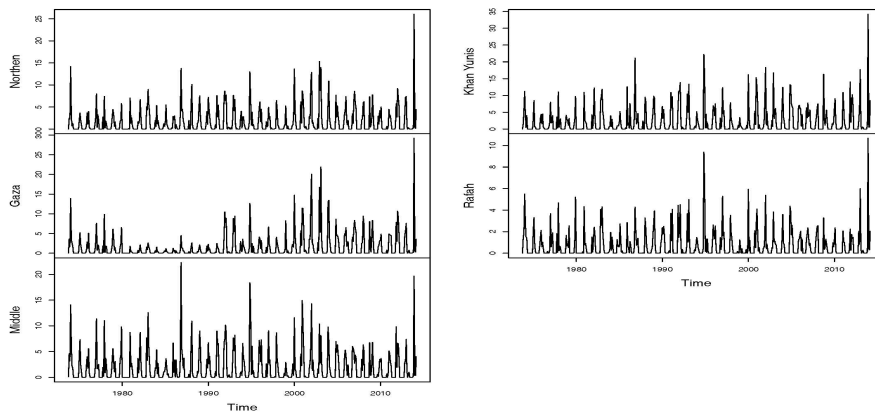 Northen
0 5 10 15 20 25
Gaza
0 5 10 15 20 25 30
Middle
0 5 10 15 20
1980 1990 2000 2010
Time
Khan Yunis
0 5 10 15 20 25 30 35
Rafah
0 2 4 6 8 10
1980 1990 2000 2010
Time